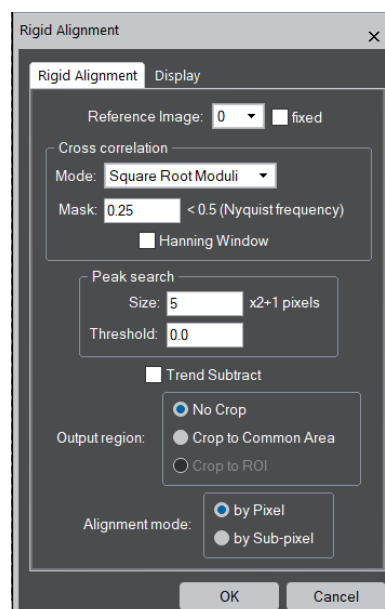 Rigid Alignment
Rigid Alignment Display
Reference Image: 0 fixed
Cross correlation
Mode: Square Root Moduli
Mask: 0.25 < 0.5 (Nyquist frequency)
Hanning Window
Peak search
Size: 5 x2+1 pixels
Threshold: 0.0
Trend Subtract
No Crop
Output region: Crop to Common Area
Crop to ROI
by Pixel
Alignment mode:
by Sub-pixel
OK Cancel